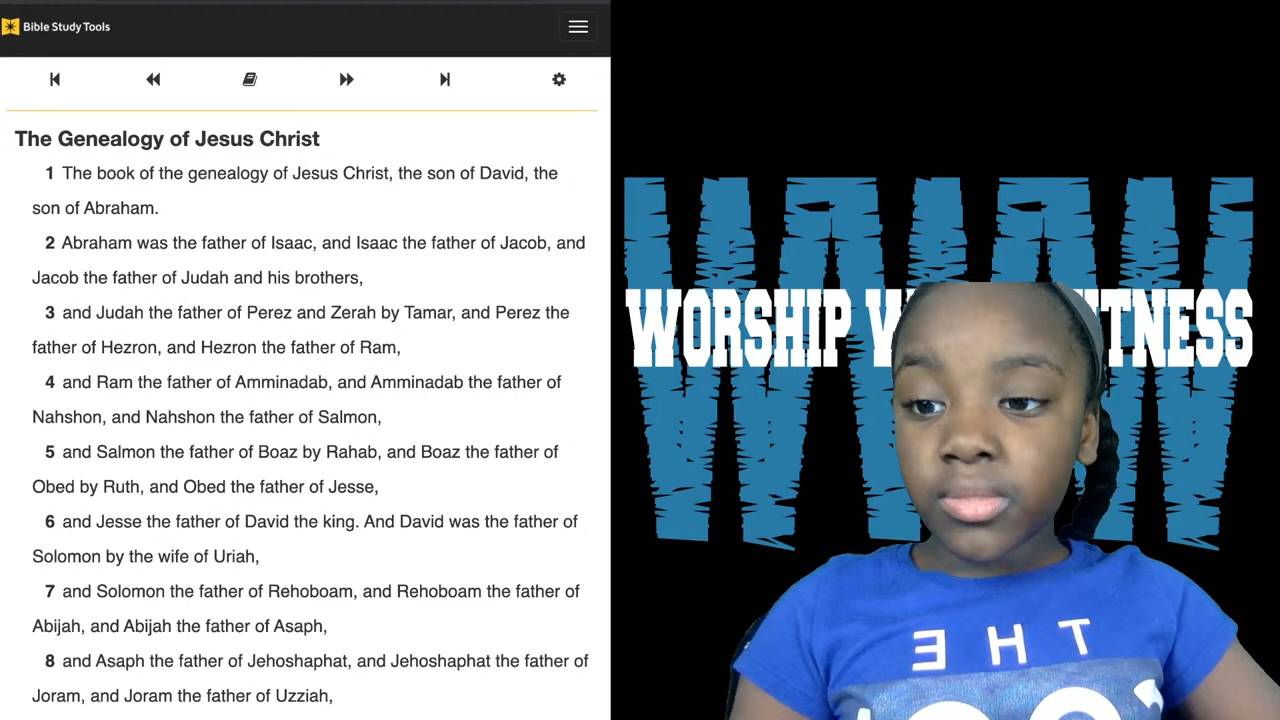 Bible Study Tools
The Genealogy of Jesus Christ
1 The book of the genealogy of Jesus Christ, the son of David, the
son of Abraham.
2 Abraham was the father of Isaac, and Isaac the father of Jacob, and
Jacob the father of Judah and his brothers,
3 and Judah the father of Perez and Zerah by Tamar, and Perez the
father of Hezron, and Hezron the father of Ram,
4 and Ram the father of Amminadab, and Amminadab the father of
Nahshon, and Nahshon the father of Salmon,
5 and Salmon the father of Boaz by Rahab, and Boaz the father of
Obed by Ruth, and Obed the father of Jesse,
6 and Jesse the father of David the king. And David was the father of
Solomon by the wife of Uriah,
7 and Solomon the father of Rehoboam, and Rehoboam the father of
Abijah, and Abijah the father of Asaph,
8 and Asaph the father of Jehoshaphat, and Jehoshaphat the father of
Joram, and Joram the father of Uzziah,
WWW
WORSHIP
THE